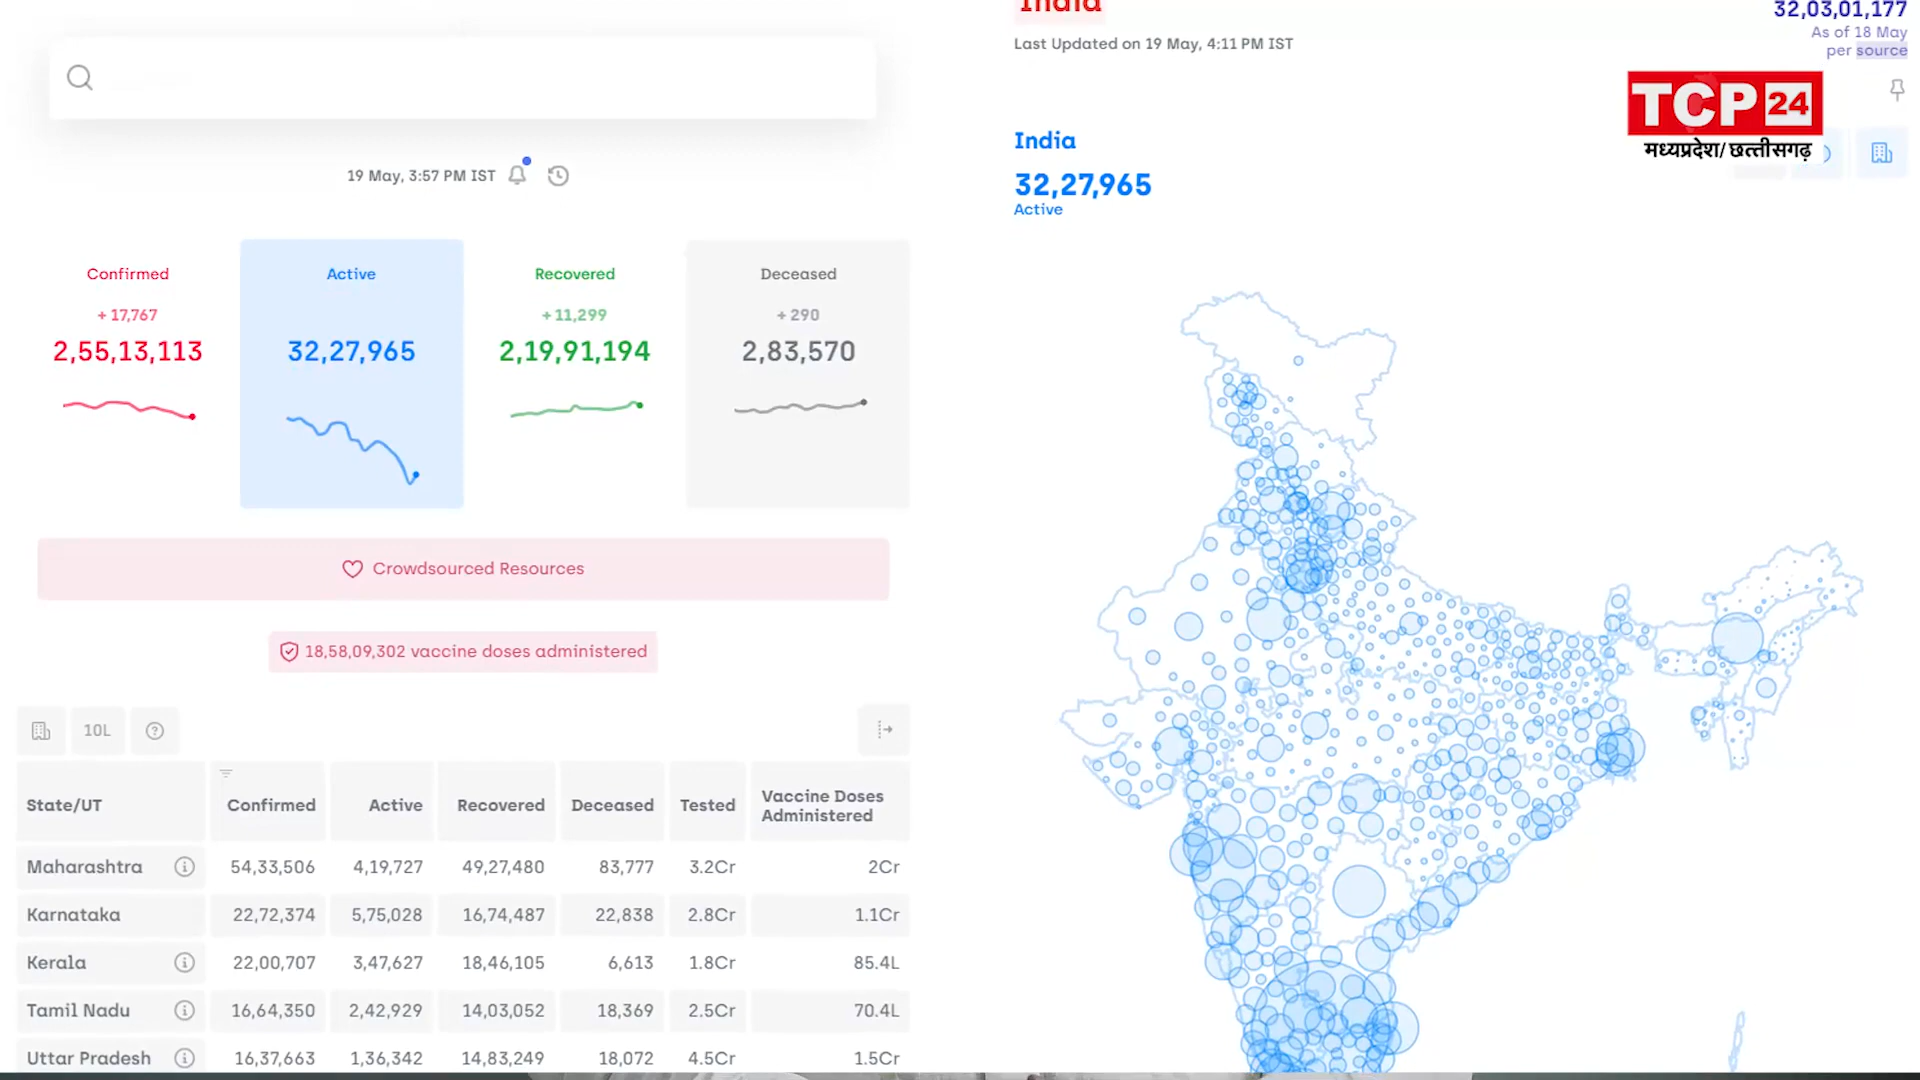 India
32,03,01,177
As of 18 May
per source
Last Updated on 19 May, 4:11 PM IST
TCP 24
मध्यप्रदेश/ छत्तीसगढ़
19 May, 3:57 PM IST
India
32,27,965
Active
Confirmed
+ 17,767
2,55,13,113
Active
32,27,965
Recovered
+ 11,299
2,19,91,194
Deceased
+ 290
2,83,570
Crowdsourced Resources
18,58,09,302 vaccine doses administered
10L
State/UT Confirmed Active Recovered Deceased Tested Vaccine Doses Administered
Maharashtra 54,33,506 4,19,727 49,27,480 83,777 3.2Cr 2Cr
Karnataka 22,72,374 5,75,028 16,74,487 22,838 2.8Cr 1.1Cr
Kerala 22,00,707 3,47,627 18,46,105 6,613 1.8Cr 85.4L
Tamil Nadu 16,64,350 2,42,929 14,03,052 18,369 2.5Cr 70.4L
Uttar Pradesh 16,37,663 1,36,342 14,83,249 18,072 4.5Cr 1.5Cr